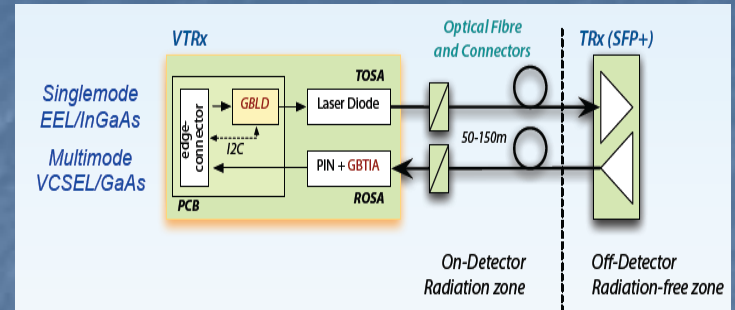 VTRx
Optical Fibre
and Connectors
TRx (SFP+)
Singlemode
EEL/InGaAs
Multimode
VCSEL/GaAs
TOSA
edge-
connector
GBLD
Laser Diode
I2C
50-150m
PIN + GBTIA
ROSA
PCB
On-Detector
Radiation zone
Off-Detector
Radiation-free zone